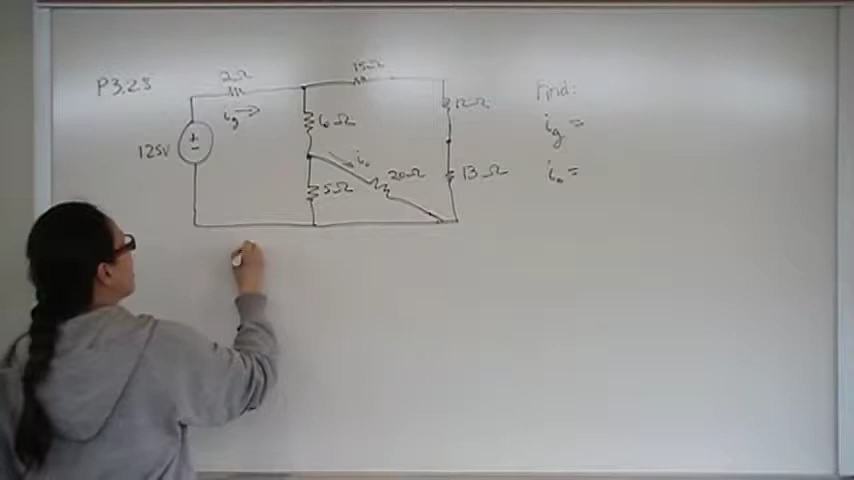 P3.25
2Ω
15Ω
Find:
12Ω
ig
6Ω
ig =
125V
+
-
io
20Ω
13Ω
io =
5Ω